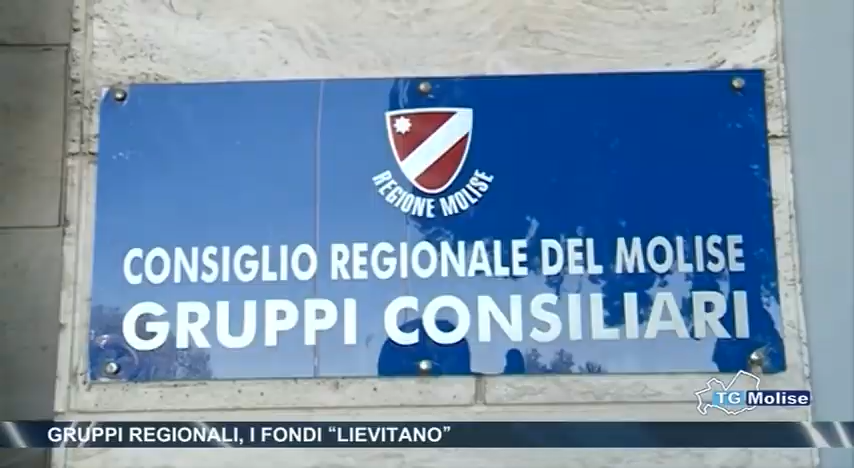 REGIONE MOLISE
CONSIGLIO REGIONALE DEL MOLISE
GRUPPI CONSILIARI
TG Molise
GRUPPI REGIONALI, I FONDI “LIEVITANO”